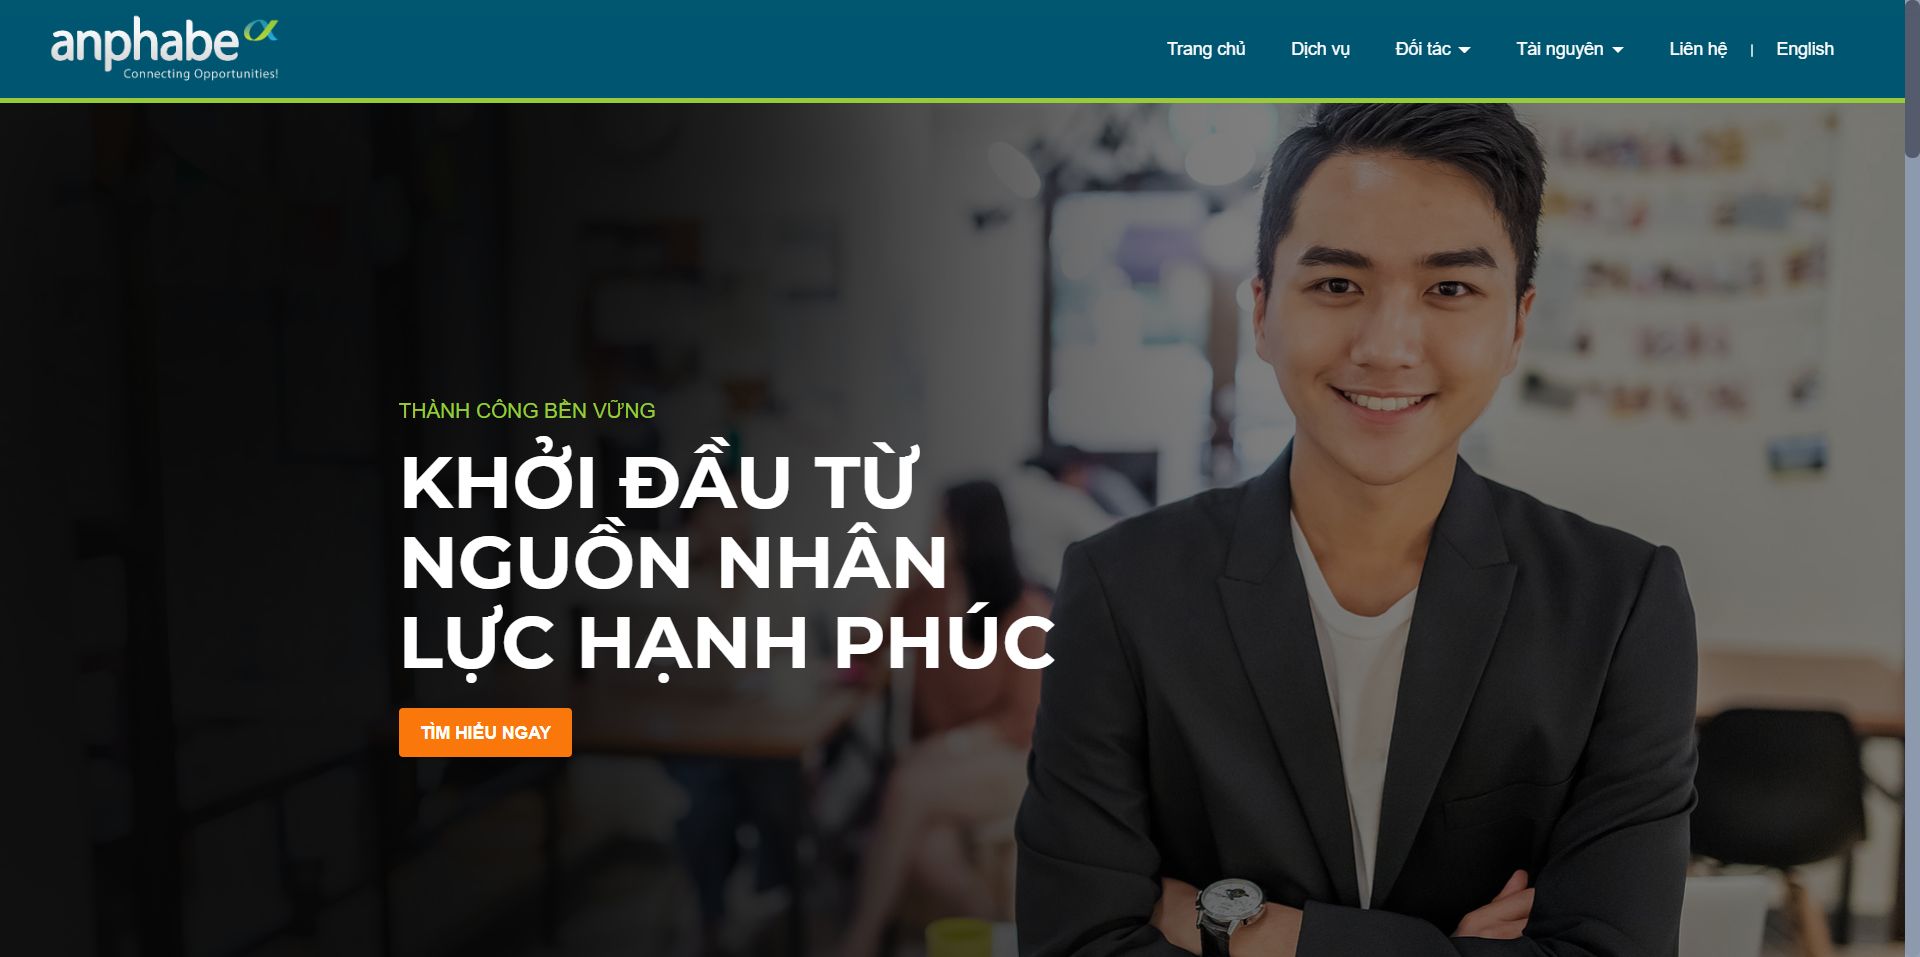 anphabe
Connecting Opportunities!
Trang chủ Dịch vụ Đối tác Tài nguyên Liên hệ | English
THÀNH CÔNG BỀN VỮNG
KHỞI ĐẦU TỪ
NGUỒN NHÂN
LỰC HẠNH PHÚC
TÌM HIỂU NGAY